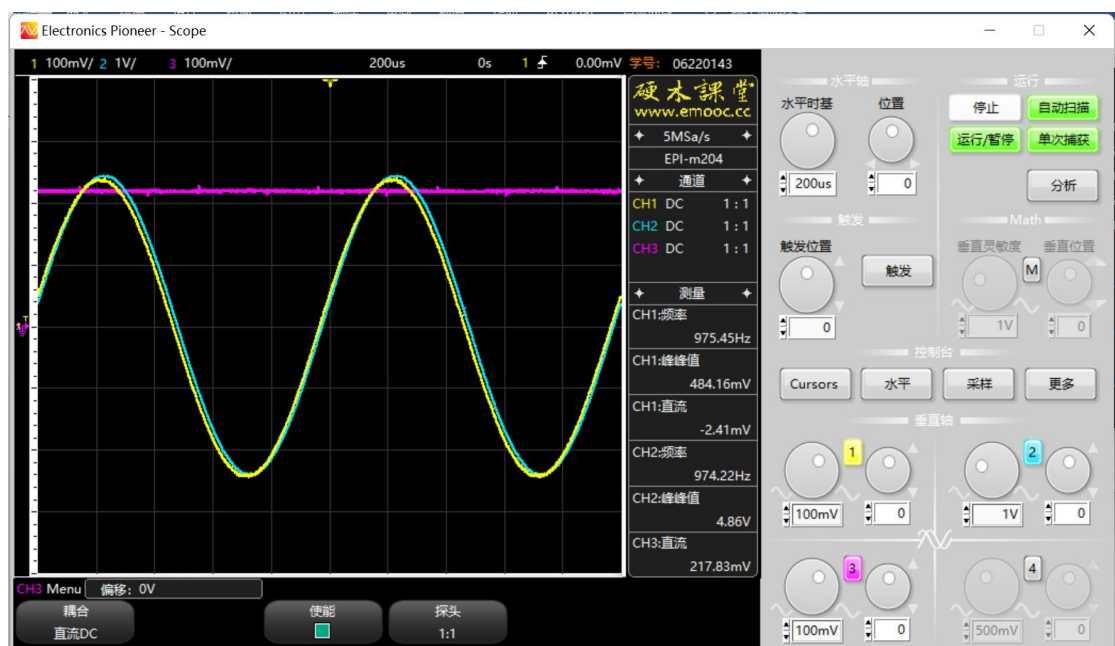 Electronics Pioneer - Scope
1 100mV/ 2 1V/ 3 100mV/ 200us 0s 1 0.00mV 学号: 06220143
硬木課堂
www.emooc.cc
5MSa/s
EPI-m204
通道
CH1 DC 1 : 1
CH2 DC 1 : 1
CH3 DC 1 : 1
测量
CH1:频率
975.45Hz
CH1:峰峰值
484.16mV
CH1:直流
-2.41mV
CH2:频率
974.22Hz
CH2:峰峰值
4.86V
CH3:直流
217.83mV
T
CH3 Menu 偏移: 0V
耦合
直流DC
使能
探头
1:1
水平轴
水平时基 位置
200us 0
运行
停止 自动扫描
运行/暂停 单次捕获
分析
触发
触发位置
触发
0
Math
垂直灵敏度 垂直位置
M
1V 0
控制台
Cursors 水平 采样 更多
垂直轴
1 2
100mV 0 1V 0
3 4
100mV 0 500mV 0